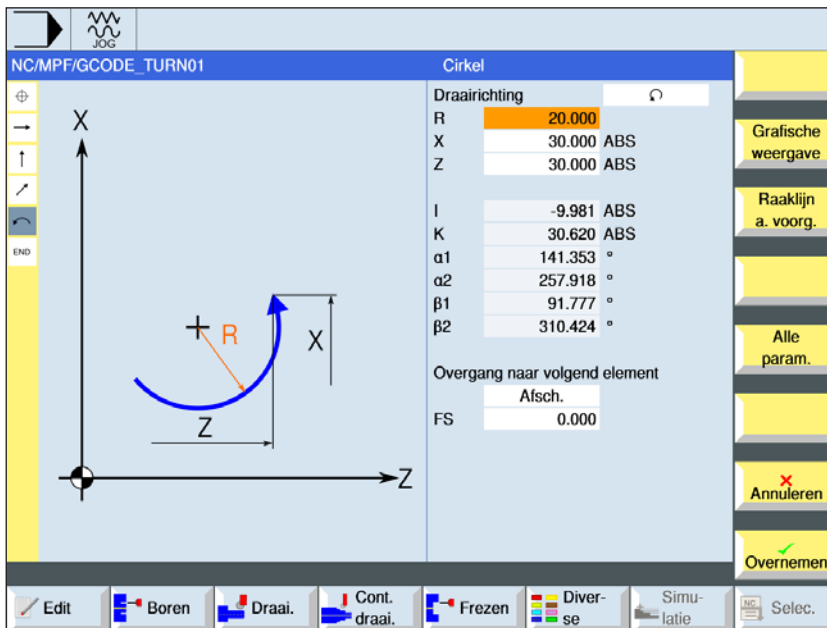 JOG
NC/MPF/GCODE_TURN01
Cirkel
END
X
R
X
Z
Z
Draairichting
R 20.000
X 30.000 ABS
Z 30.000 ABS
I -9.981 ABS
K 30.620 ABS
α1 141.353 °
α2 257.918 °
β1 91.777 °
β2 310.424 °
Overgang naar volgend element
Afsch.
FS 0.000
Grafische
weergave
Raaklijn
a. voorg.
Alle
param.
Annuleren
Overnemen
Edit
Boren
Draai.
Cont.
draai.
Frezen
Diver-
se
Simu-
latie
NC
Selec.